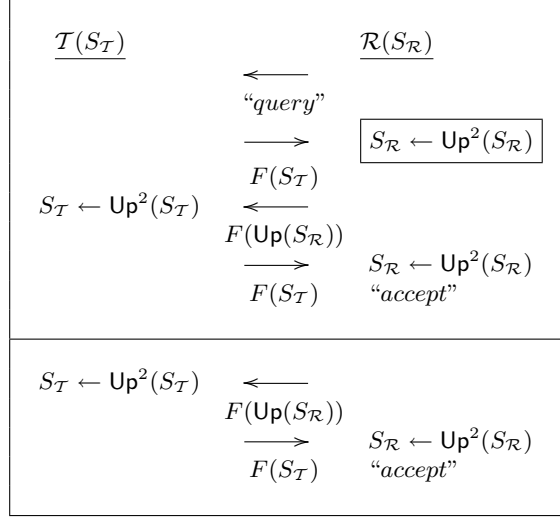 𝒯(S_𝒯) ℛ(S_ℛ)
“query”
S_ℛ ← Up²(S_ℛ)
F(S_𝒯)
S_𝒯 ← Up²(S_𝒯)
F(Up(S_ℛ))
S_ℛ ← Up²(S_ℛ)
F(S_𝒯) “accept”
S_𝒯 ← Up²(S_𝒯)
F(Up(S_ℛ))
S_ℛ ← Up²(S_ℛ)
F(S_𝒯) “accept”